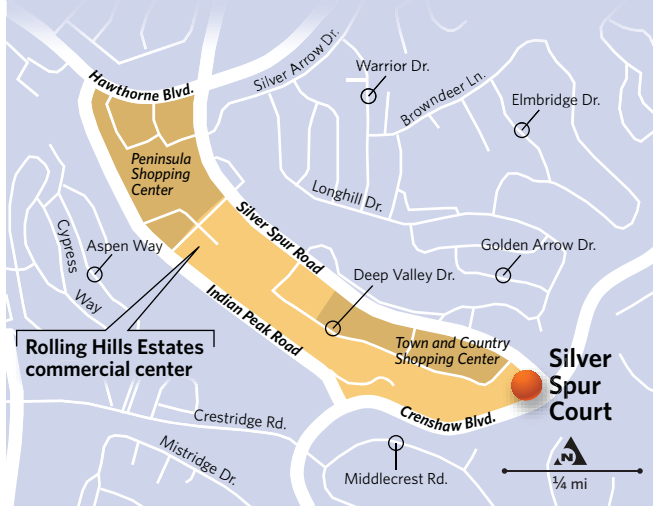 Hawthorne Blvd.
Silver Arrow Dr.
Warrior Dr.
Browndeer Ln.
Elmbridge Dr.
Peninsula
Shopping
Center
Longhill Dr.
Silver Spur Road
Cypress
Way
Aspen Way
Golden Arrow Dr.
Deep Valley Dr.
Indian Peak Road
Rolling Hills Estates
commercial center
Town and Country
Shopping Center
Silver
Spur
Court
Crenshaw Blvd.
Crestridge Rd.
Mistridge Dr.
Middlecrest Rd.
N
¼ mi